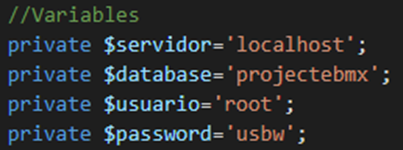 //Variables
private $servidor='localhost';
private $database='projectebmx';
private $usuario='root';
private $password='usbw';